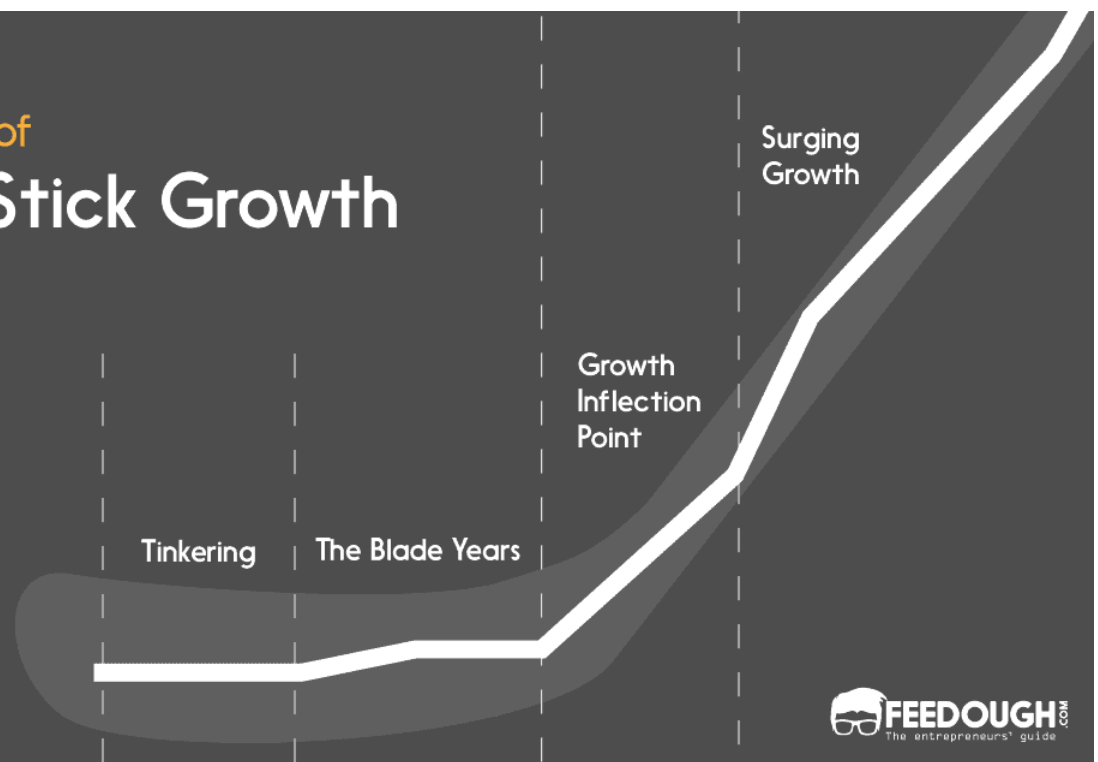 of
Stick Growth
Surging
Growth
Growth
Inflection
Point
Tinkering
The Blade Years
FEEDOUGH.COM
The entrepreneurs' guide